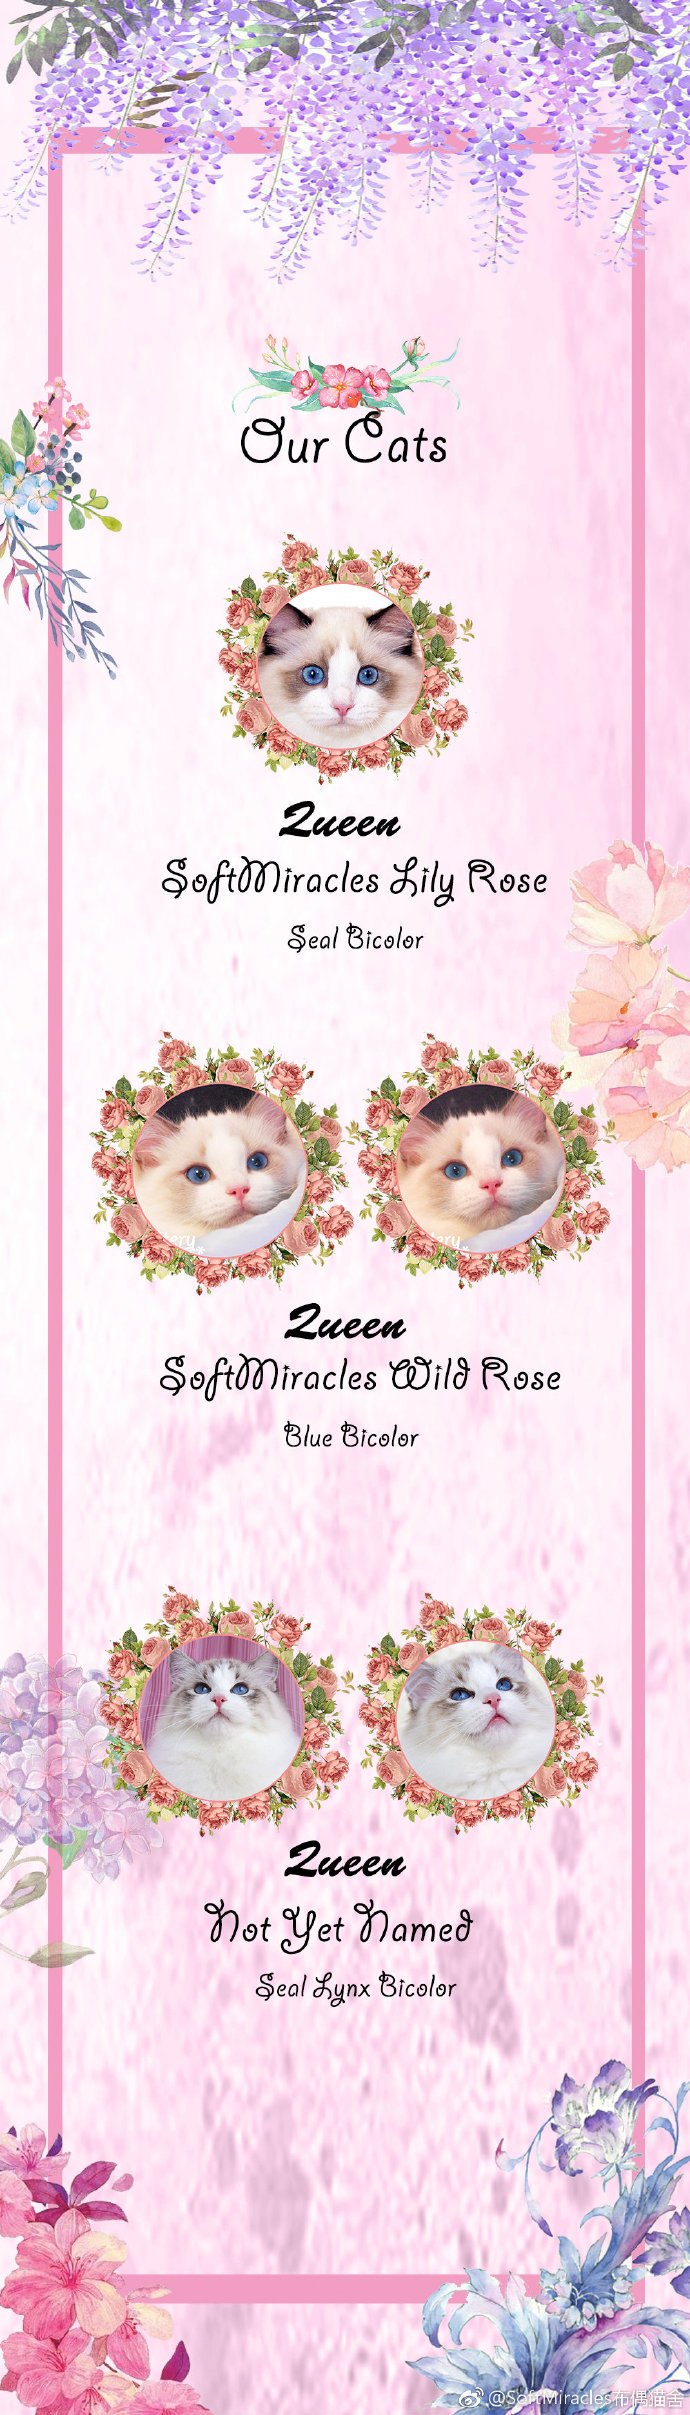 Our Cats
Queen
SoftMiracles Lily Rose
Seal Bicolor
Queen
SoftMiracles Wild Rose
Blue Bicolor
Queen
Not Yet Named
Seal Lynx Bicolor
@SoftMiracles布偶猫舍